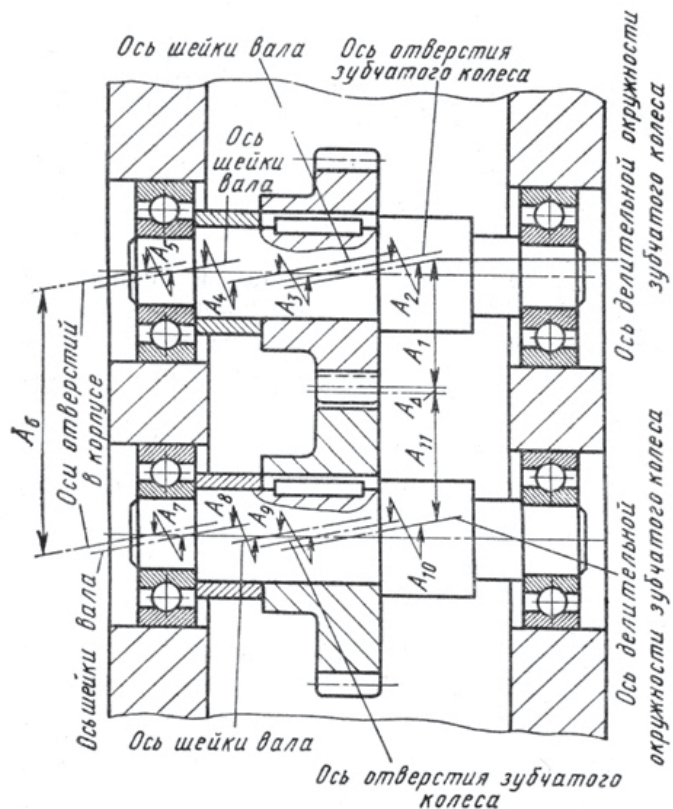 Ось шейки вала
Ось отверстия
зубчатого колеса
Ось
шейки
вала
Ось делительной окружности
зубчатого колеса
A5
A4
A3
A2
A1
AΔ
A11
A6
Оси отверстий
в корпусе
A7
A8
A9
A10
Ось шейки вала
Ось шейки вала
Ось отверстия зубчатого
колеса
Ось делительной
окружности зубчатого колеса